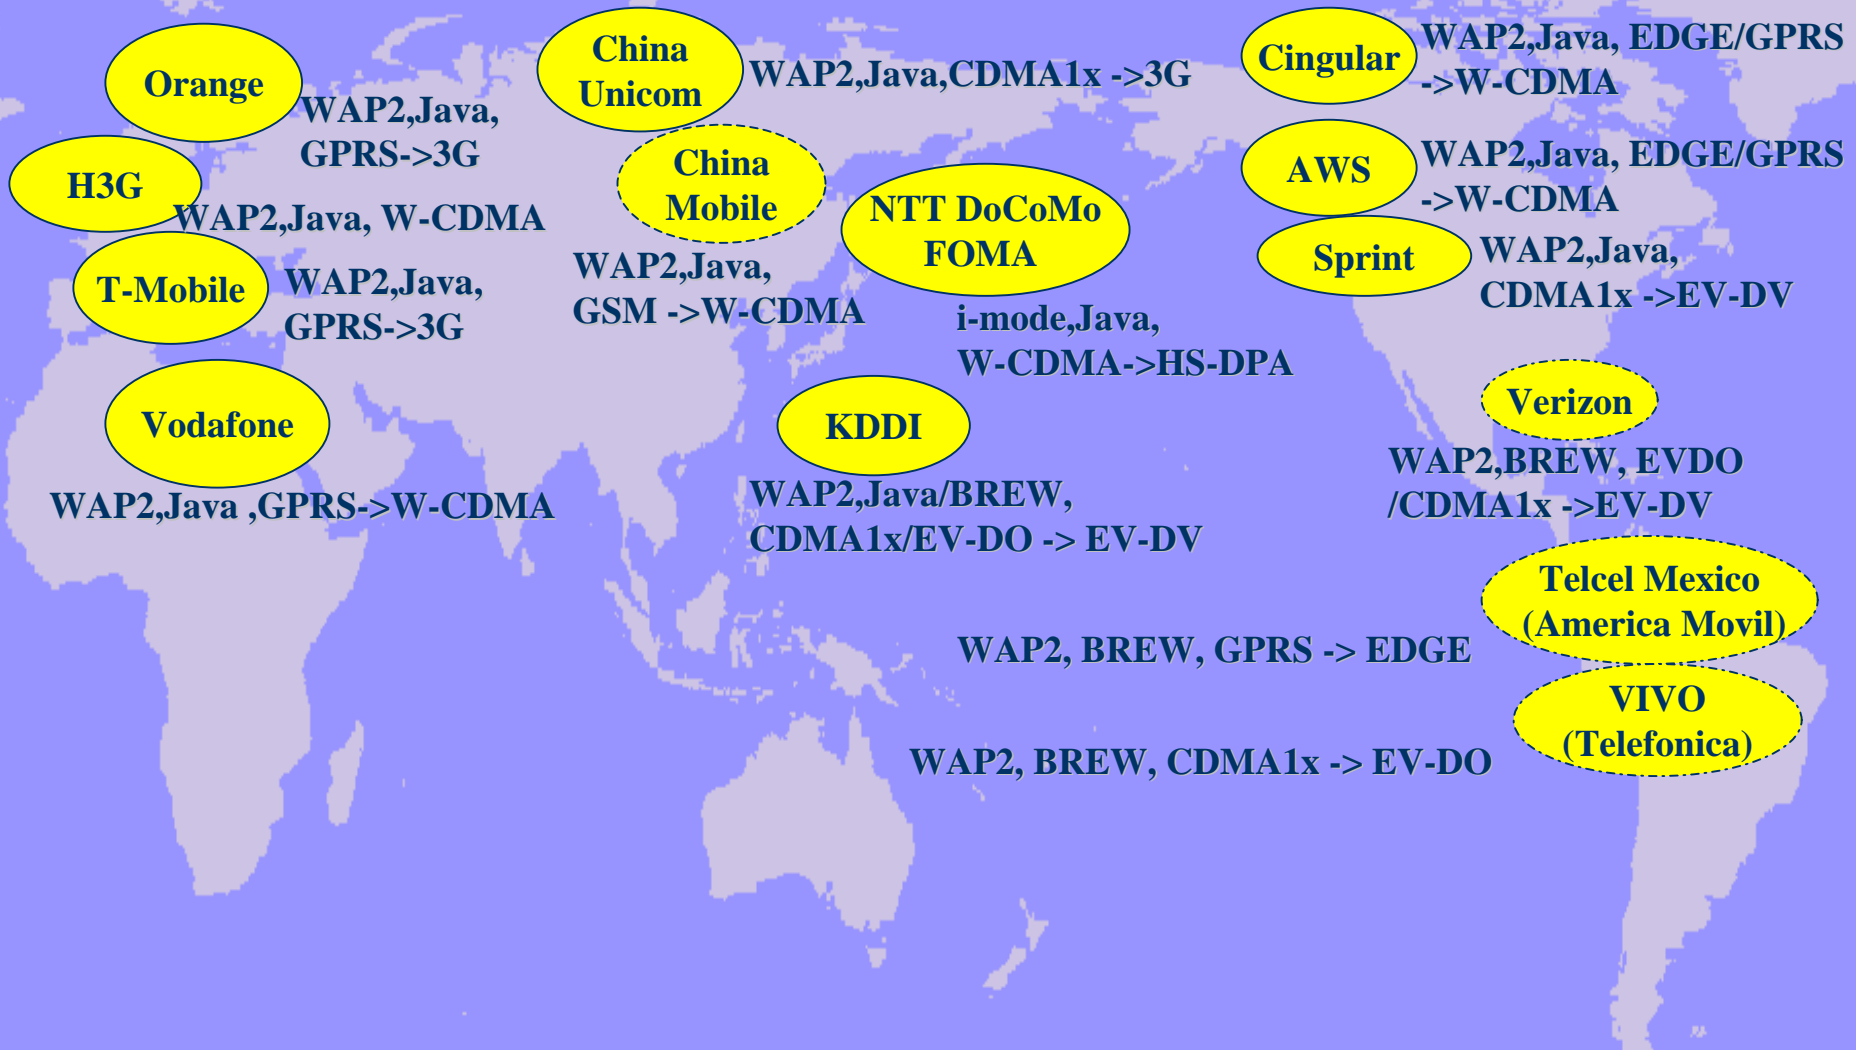 Orange
WAP2,Java,
GPRS->3G
H3G
WAP2,Java, W-CDMA
T-Mobile
WAP2,Java,
GPRS->3G
Vodafone
WAP2,Java ,GPRS->W-CDMA
China
Unicom
WAP2,Java,CDMA1x ->3G
China
Mobile
WAP2,Java,
GSM ->W-CDMA
NTT DoCoMo
FOMA
i-mode,Java,
W-CDMA->HS-DPA
KDDI
WAP2,Java/BREW,
CDMA1x/EV-DO -> EV-DV
Cingular
WAP2,Java, EDGE/GPRS
->W-CDMA
AWS
WAP2,Java, EDGE/GPRS
->W-CDMA
Sprint
WAP2,Java,
CDMA1x ->EV-DV
Verizon
WAP2,BREW, EVDO
/CDMA1x ->EV-DV
Telcel Mexico
(America Movil)
WAP2, BREW, GPRS -> EDGE
VIVO
(Telefonica)
WAP2, BREW, CDMA1x -> EV-DO